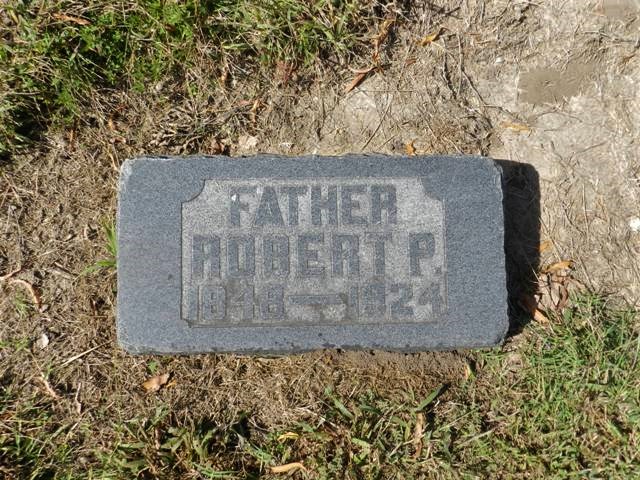 FATHER
ROBERT P.
1848 — 1924